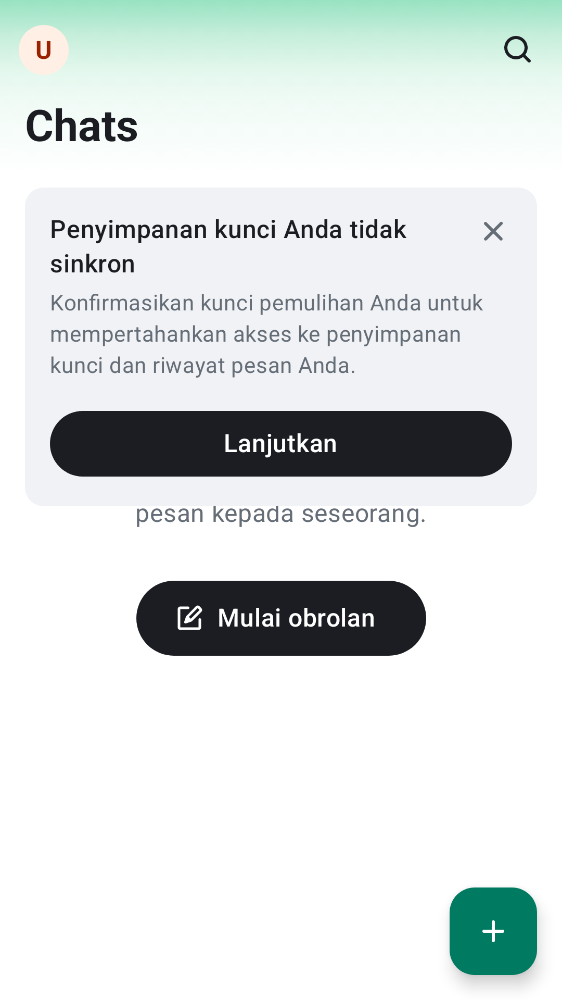 U
Chats
Penyimpanan kunci Anda tidak
sinkron
Konfirmasikan kunci pemulihan Anda untuk
mempertahankan akses ke penyimpanan
kunci dan riwayat pesan Anda.
Lanjutkan
pesan kepada seseorang.
Mulai obrolan